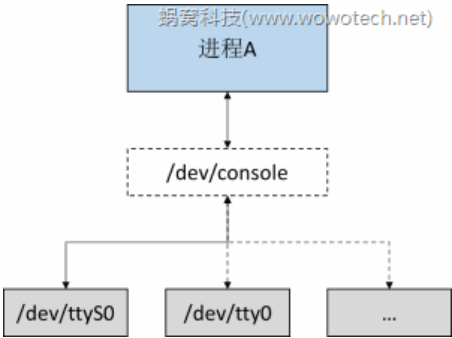 蜗窝科技(www.wowotech.net)
进程A
/dev/console
/dev/ttyS0
/dev/tty0
...